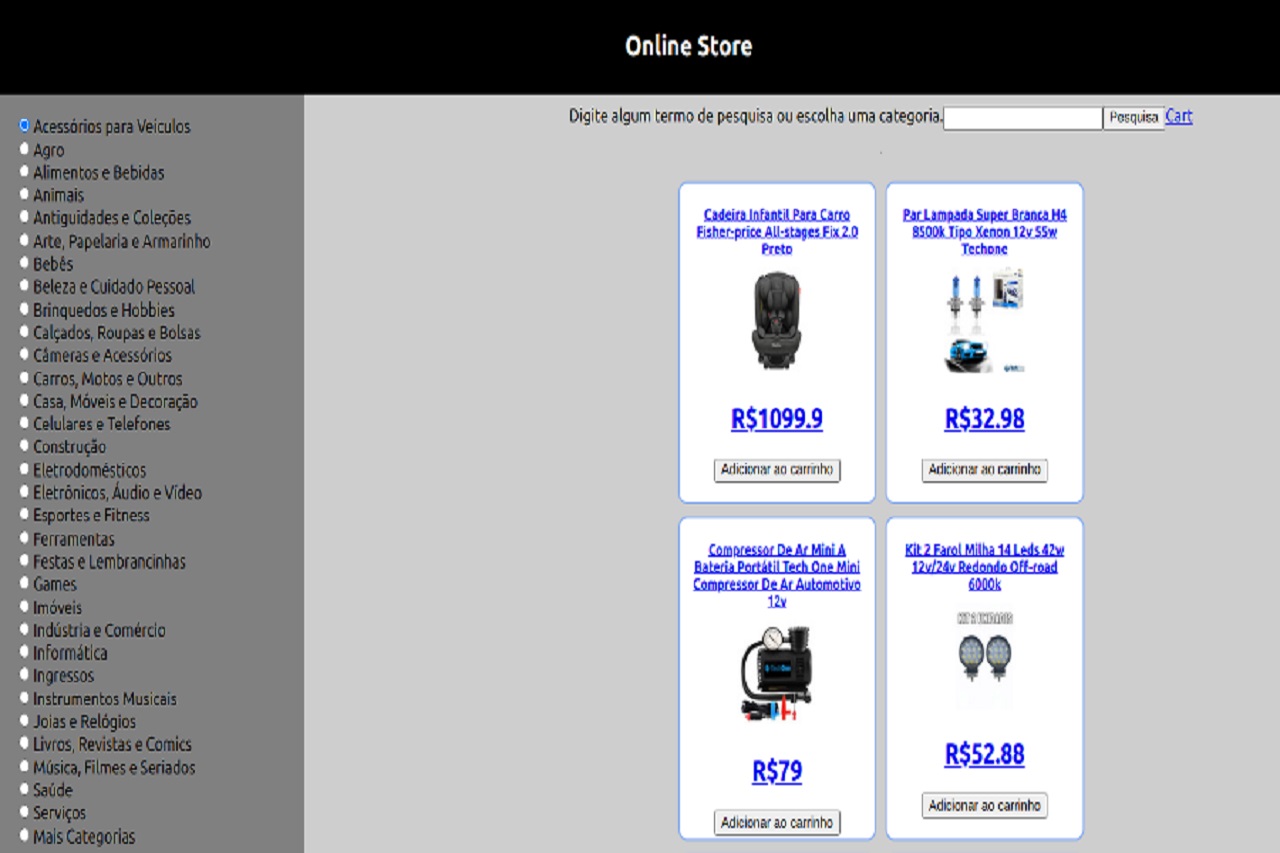 Online Store
Acessórios para Veículos
Agro
Alimentos e Bebidas
Animais
Antiguidades e Coleções
Arte, Papelaria e Armarinho
Bebês
Beleza e Cuidado Pessoal
Brinquedos e Hobbies
Calçados, Roupas e Bolsas
Câmeras e Acessórios
Carros, Motos e Outros
Casa, Móveis e Decoração
Celulares e Telefones
Construção
Eletrodomésticos
Eletrônicos, Áudio e Vídeo
Esportes e Fitness
Ferramentas
Festas e Lembrancinhas
Games
Imóveis
Indústria e Comércio
Informática
Ingressos
Instrumentos Musicais
Joias e Relógios
Livros, Revistas e Comics
Música, Filmes e Seriados
Saúde
Serviços
Mais Categorias
Digite algum termo de pesquisa ou escolha uma categoria. Pesquisa Cart
Cadeira Infantil Para Carro
Fisher-price All-stages Fix 2.0
Preto
R$1099.9
Adicionar ao carrinho
Par Lampada Super Branca H4
8500k Tipo Xenon 12v 55w
Techone
R$32.98
Adicionar ao carrinho
Compressor De Ar Mini A
Bateria Portátil Tech One Mini
Compressor De Ar Automotivo
12v
R$79
Adicionar ao carrinho
Kit 2 Farol Milha 14 Leds 42w
12v/24v Redondo Off-road
6000k
KIT 2 UNIDADES
R$52.88
Adicionar ao carrinho